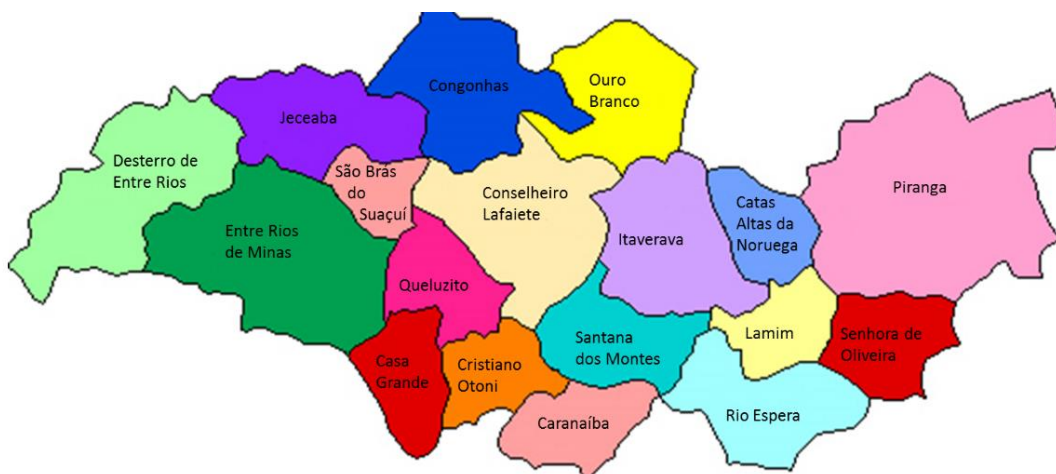 Congonhas
Ouro
Branco
Jeceaba
Desterro de
Entre Rios
São Brás
do
Suaçuí
Conselheiro
Lafaiete
Piranga
Catas
Altas da
Noruega
Itaverava
Entre Rios
de Minas
Queluzito
Lamim
Senhora de
Oliveira
Santana
dos Montes
Casa
Grande
Cristiano
Otoni
Caranaíba
Rio Espera